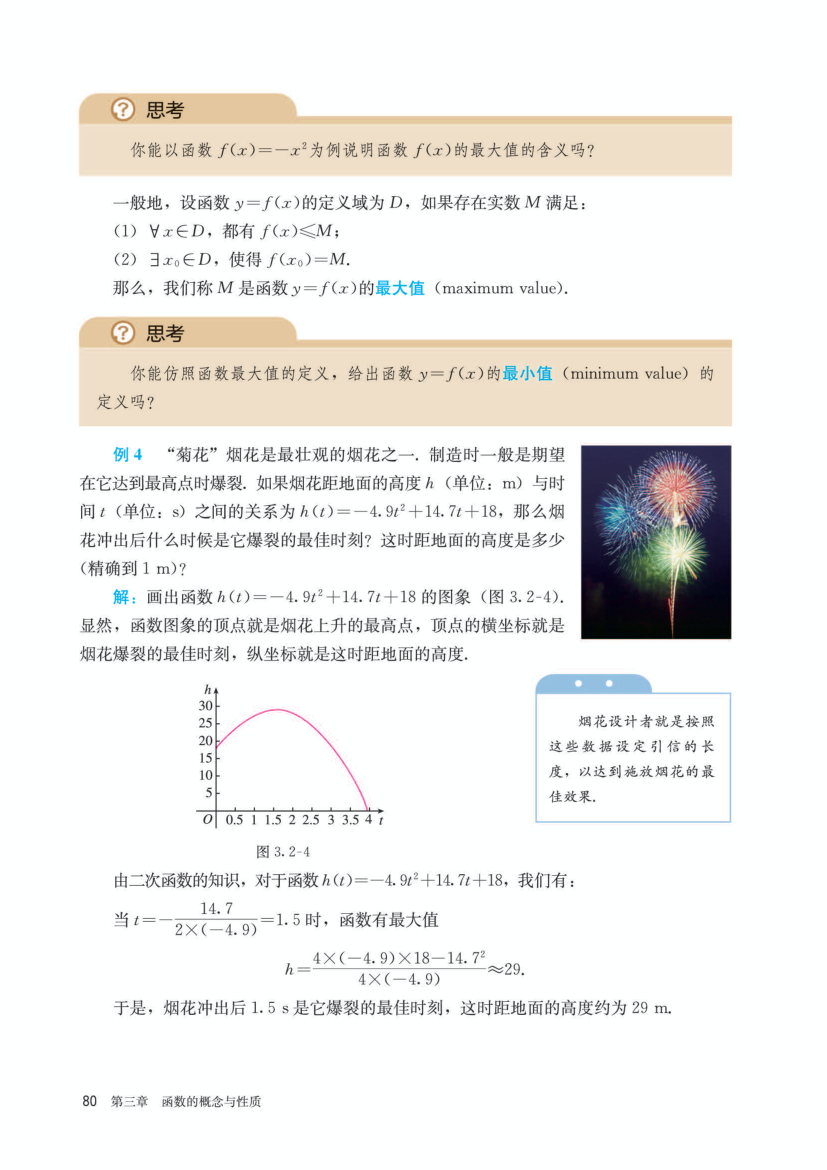 思考
你能以函数 f(x)=-x²为例说明函数 f(x)的最大值的含义吗?
一般地,设函数 y=f(x)的定义域为 D,如果存在实数 M 满足:
(1) ∀x∈D,都有 f(x)≤M;
(2) ∃x₀∈D,使得 f(x₀)=M.
那么,我们称 M 是函数 y=f(x)的最大值(maximum value).
思考
你能仿照函数最大值的定义,给出函数 y=f(x)的最小值(minimum value)的
定义吗?
例 4 “菊花”烟花是最壮观的烟花之一. 制造时一般是期望
在它达到最高点时爆裂. 如果烟花距地面的高度 h(单位:m)与时
间 t(单位:s)之间的关系为 h(t)=-4.9t²+14.7t+18,那么烟
花冲出后什么时候是它爆裂的最佳时刻?这时距地面的高度是多少
(精确到 1 m)?
解:画出函数 h(t)=-4.9t²+14.7t+18 的图象(图 3.2-4).
显然,函数图象的顶点就是烟花上升的最高点,顶点的横坐标就是
烟花爆裂的最佳时刻,纵坐标就是这时距地面的高度.
h
30
25
20
15
10
5
O 0.5 1 1.5 2 2.5 3 3.5 4 t
图 3.2-4
烟花设计者就是按照
这些数据设定引信的长
度,以达到施放烟花的最
佳效果.
由二次函数的知识,对于函数 h(t)=-4.9t²+14.7t+18,我们有:
当 t=-14.7/(2×(-4.9))=1.5 时,函数有最大值
h=(4×(-4.9)×18-14.7²)/(4×(-4.9))≈29.
于是,烟花冲出后 1.5 s 是它爆裂的最佳时刻,这时距地面的高度约为 29 m.
80 第三章 函数的概念与性质